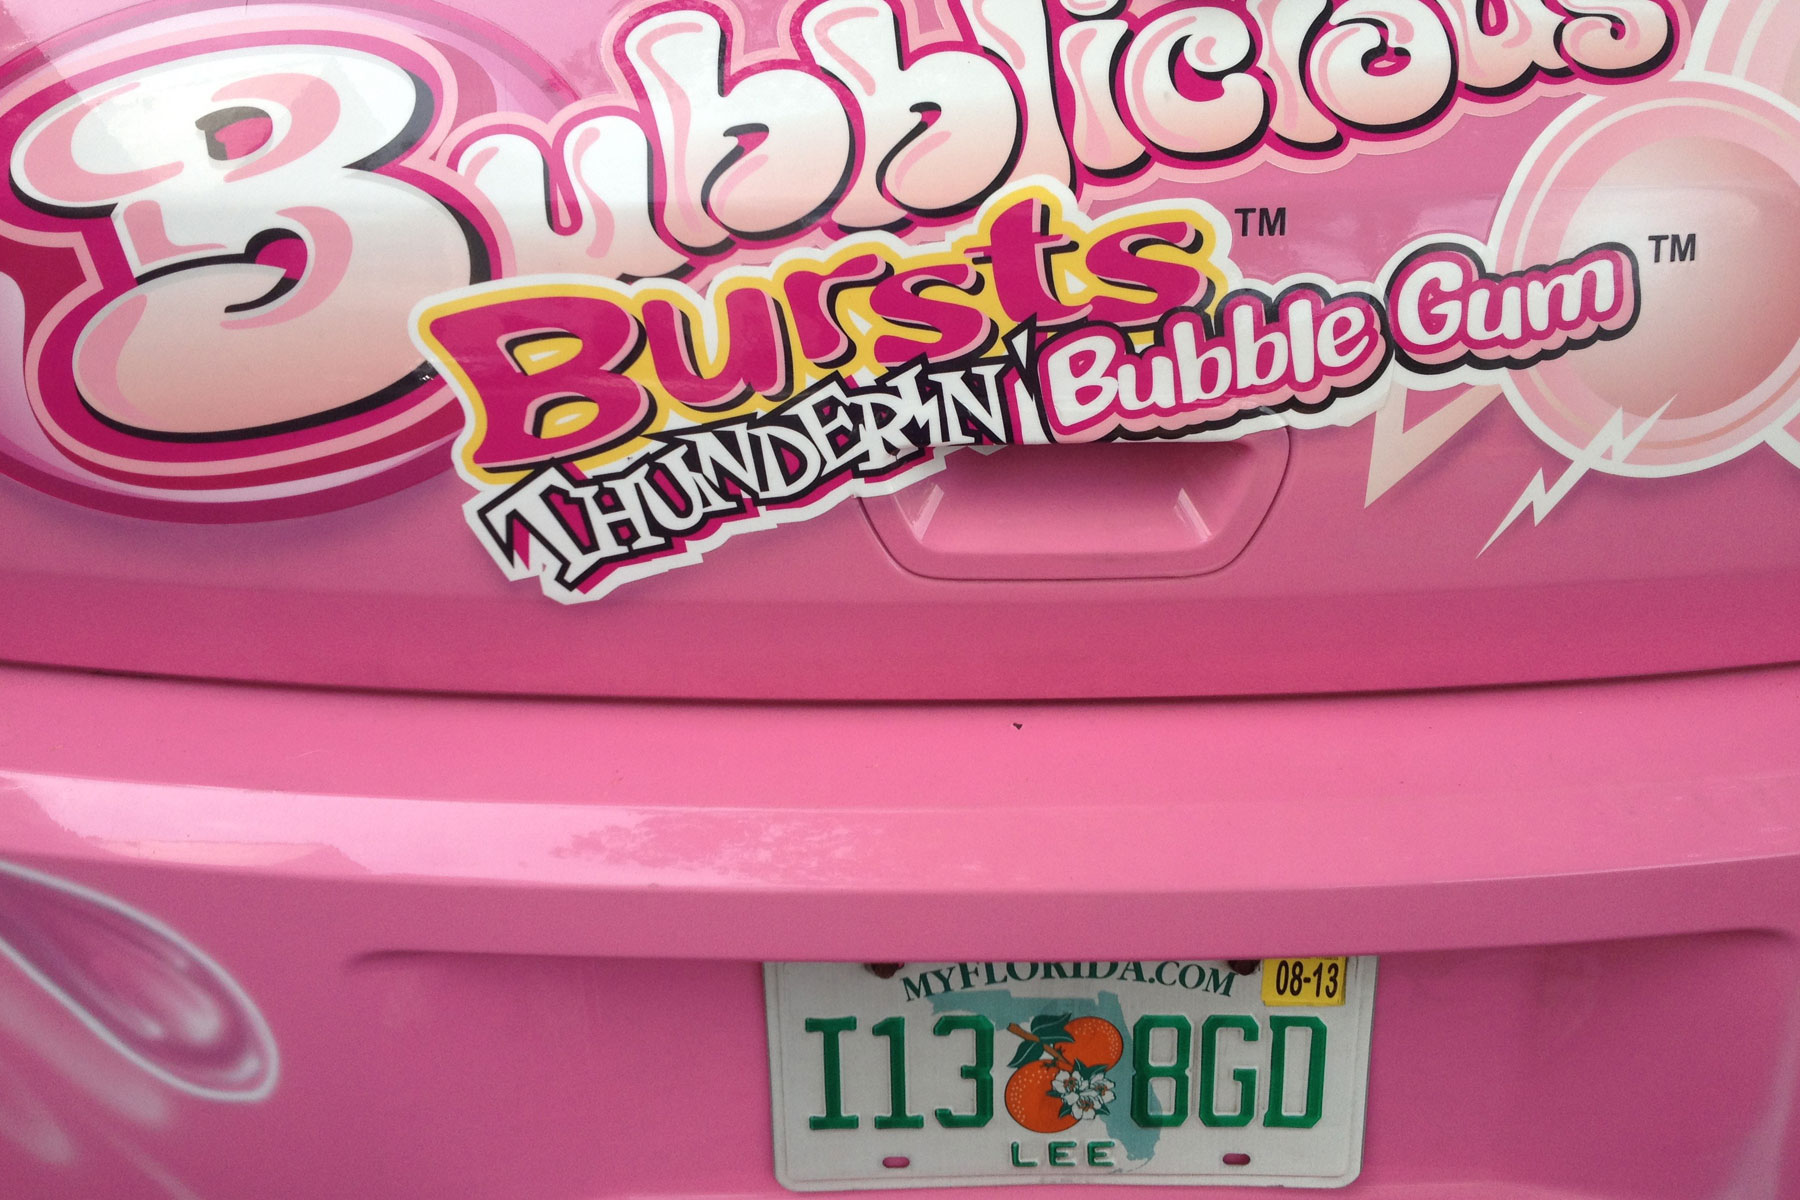 Bubblicious
Bursts™
THUNDERIN' Bubble Gum™
MYFLORIDA.COM 08-13
I13 8GD
LEE